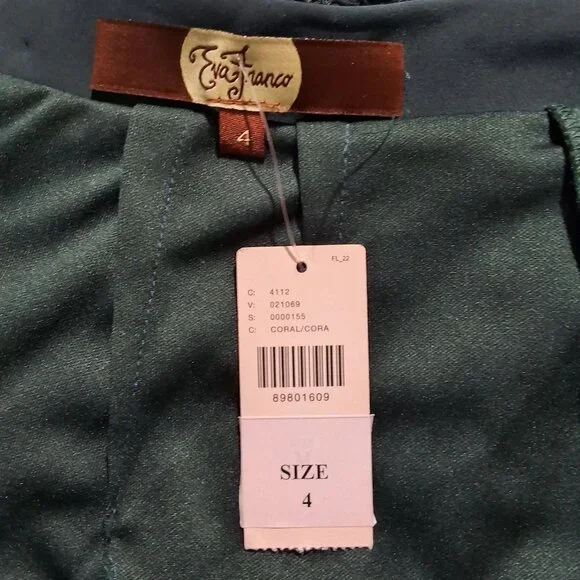 Eva Franco
4
FL_22
C: 4112
V: 021069
S: 0000155
C: CORAL/CORA
89801609
SIZE
4